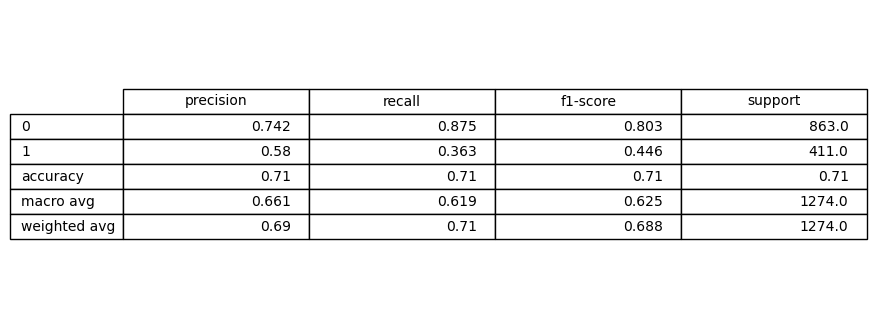 precision recall f1-score support
0 0.742 0.875 0.803 863.0
1 0.58 0.363 0.446 411.0
accuracy 0.71 0.71 0.71 0.71
macro avg 0.661 0.619 0.625 1274.0
weighted avg 0.69 0.71 0.688 1274.0